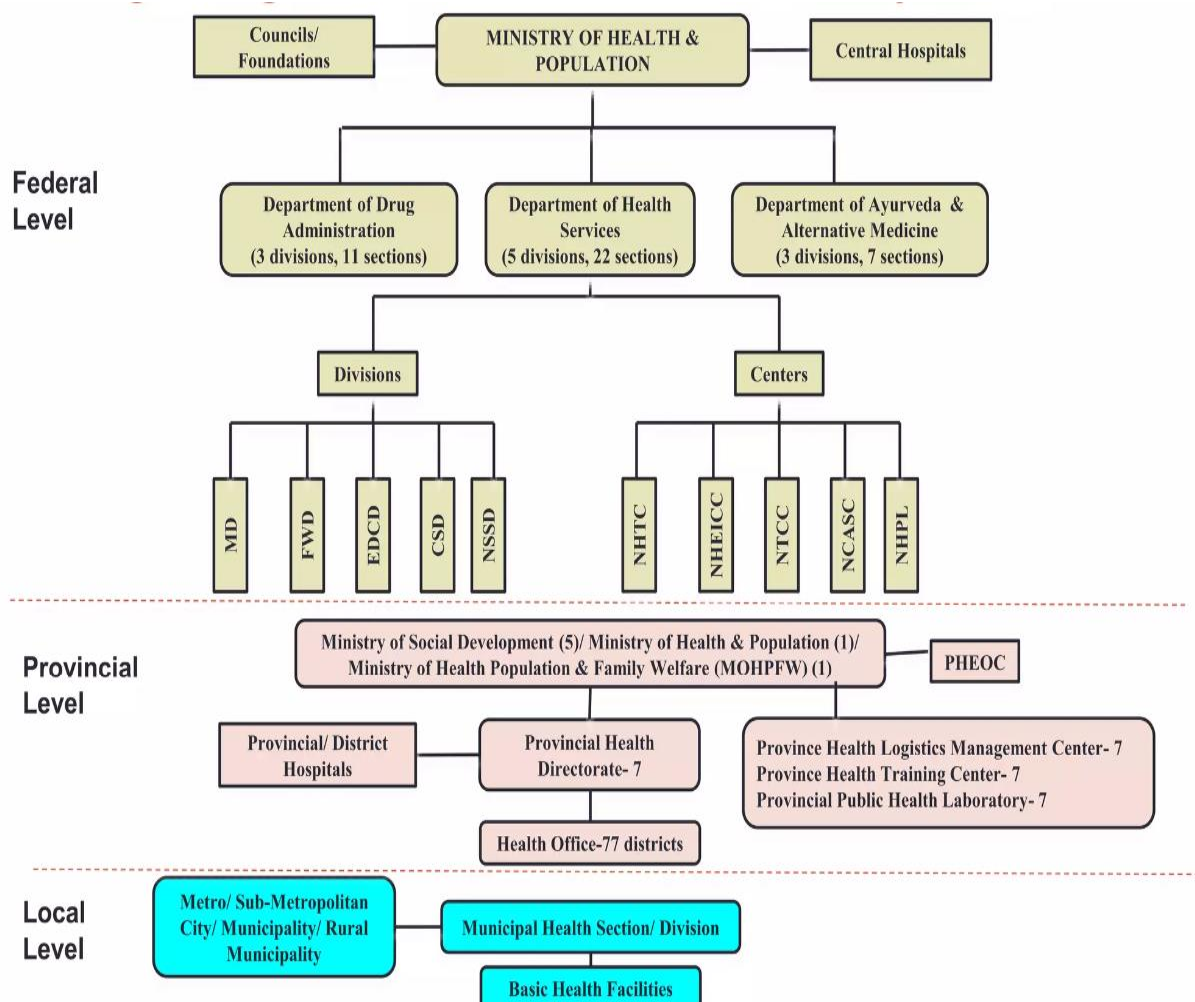 Councils/
Foundations
MINISTRY OF HEALTH &
POPULATION
Central Hospitals
Federal
Level
Department of Drug
Administration
(3 divisions, 11 sections)
Department of Health
Services
(5 divisions, 22 sections)
Department of Ayurveda &
Alternative Medicine
(3 divisions, 7 sections)
Divisions
Centers
MD
FWD
EDCD
CSD
NSSD
NHTC
NHEICC
NTCC
NCASC
NHPL
Provincial
Level
Ministry of Social Development (5)/ Ministry of Health & Population (1)/
Ministry of Health Population & Family Welfare (MOHPFW) (1)
PHEOC
Provincial/ District
Hospitals
Provincial Health
Directorate- 7
Province Health Logistics Management Center- 7
Province Health Training Center- 7
Provincial Public Health Laboratory- 7
Health Office-77 districts
Local
Level
Metro/ Sub-Metropolitan
City/ Municipality/ Rural
Municipality
Municipal Health Section/ Division
Basic Health Facilities